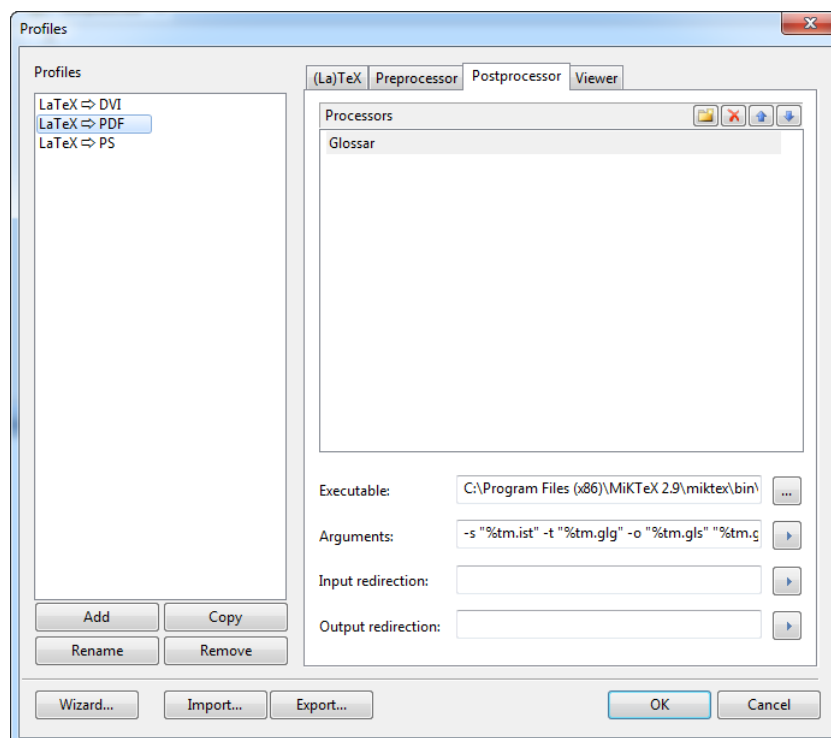 Profiles
Profiles
LaTeX ⇨ DVI
LaTeX ⇨ PDF
LaTeX ⇨ PS
(La)TeX Preprocessor Postprocessor Viewer
Processors
Glossar
Executable: C:\Program Files (x86)\MiKTeX 2.9\miktex\bin\ ...
Arguments: -s "%tm.ist" -t "%tm.glg" -o "%tm.gls" "%tm.g
Input redirection:
Output redirection:
Add Copy
Rename Remove
Wizard... Import... Export... OK Cancel